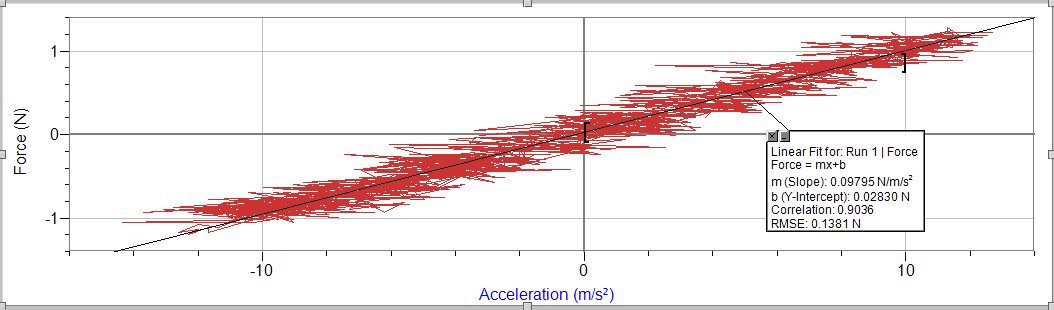 Force (N)
1
0
-1
-10
0
10
Acceleration (m/s²)
Linear Fit for: Run 1 | Force
Force = mx+b
m (Slope): 0.09795 N/m/s²
b (Y-Intercept): 0.02830 N
Correlation: 0.9036
RMSE: 0.1381 N